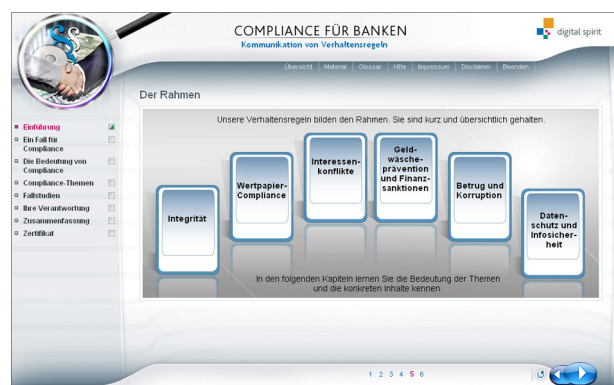 COMPLIANCE FÜR BANKEN
Kommunikation von Verhaltensregeln
digital spirit
Übersicht | Material | Glossar | Hilfe | Impressum | Disclaimer | Beenden
Der Rahmen
Einführung
Ein Fall für
Compliance
Die Bedeutung von
Compliance
Compliance-Themen
Fallstudien
Ihre Verantwortung
Zusammenfassung
Zertifikat
Unsere Verhaltensregeln bilden den Rahmen. Sie sind kurz und übersichtlich gehalten.
Integrität
Wertpapier-
Compliance
Interessen-
konflikte
Geld-
wäsche-
prävention
und Finanz-
sanktionen
Betrug und
Korruption
Daten-
schutz und
Infosicher-
heit
In den folgenden Kapiteln lernen Sie die Bedeutung der Themen
und die konkreten Inhalte kennen.
1 2 3 4 5 6